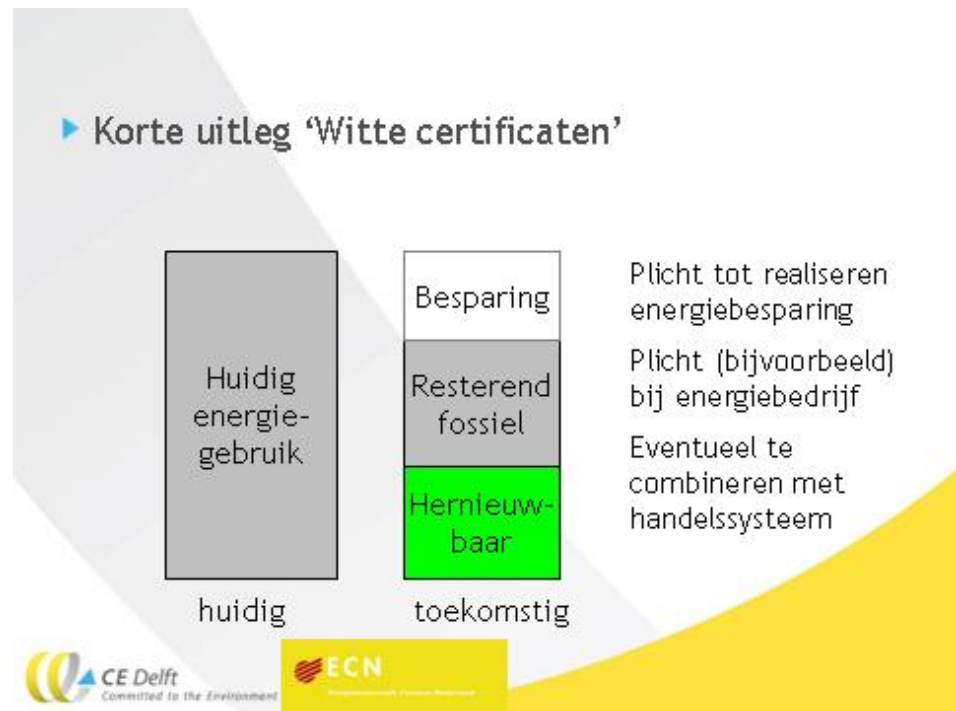 Korte uitleg ‘Witte certificaten’
Huidig
energie-
gebruik
Besparing
Resterend
fossiel
Hernieuw-
baar
huidig
toekomstig
Plicht tot realiseren
energiebesparing
Plicht (bijvoorbeeld)
bij energiebedrijf
Eventueel te
combineren met
handelssysteem
CE Delft
Committed to the Environment
ECN